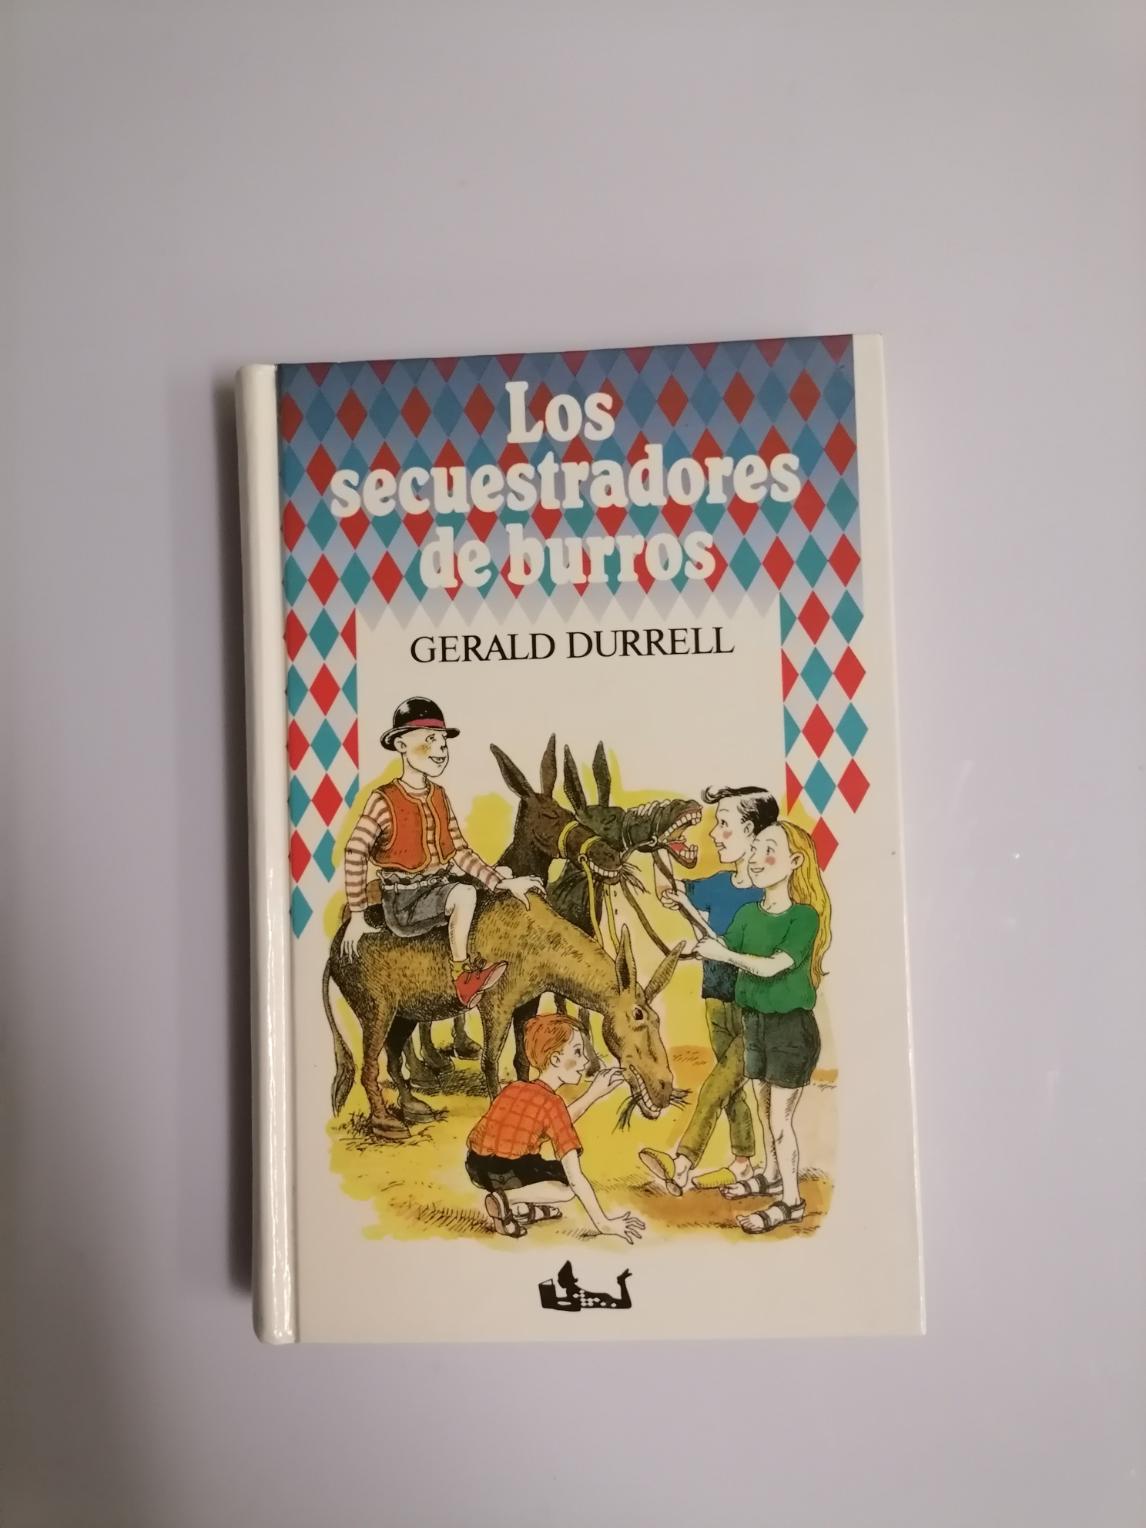 Los
secuestradores
de burros
GERALD DURRELL